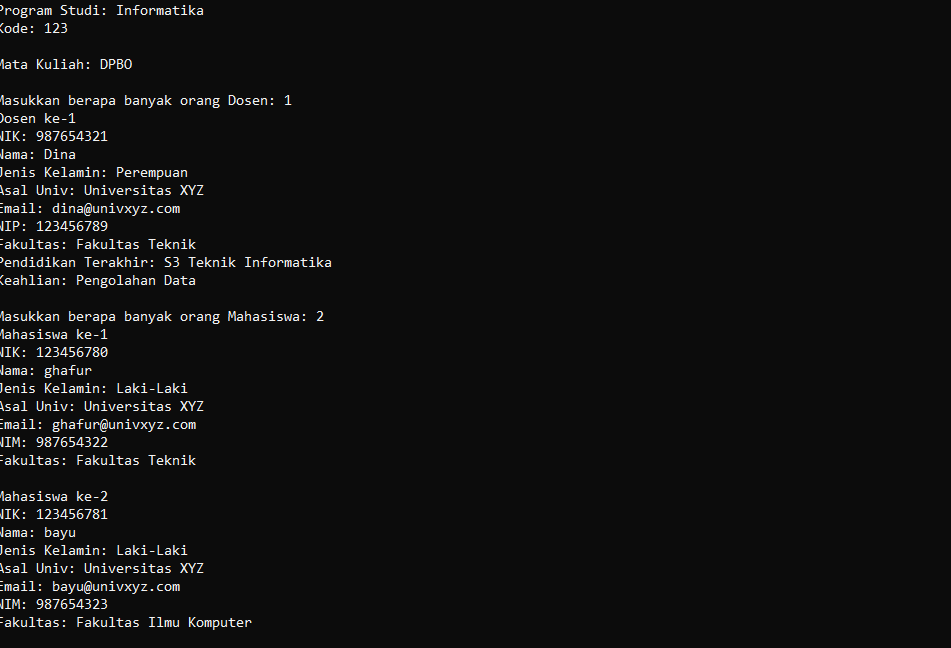 Program Studi: Informatika
Kode: 123
Mata Kuliah: DPBO
Masukkan berapa banyak orang Dosen: 1
Dosen ke-1
NIK: 987654321
Nama: Dina
Jenis Kelamin: Perempuan
Asal Univ: Universitas XYZ
Email: dina@univxyz.com
NIP: 123456789
Fakultas: Fakultas Teknik
Pendidikan Terakhir: S3 Teknik Informatika
Keahlian: Pengolahan Data
Masukkan berapa banyak orang Mahasiswa: 2
Mahasiswa ke-1
NIK: 123456780
Nama: ghafur
Jenis Kelamin: Laki-Laki
Asal Univ: Universitas XYZ
Email: ghafur@univxyz.com
NIM: 987654322
Fakultas: Fakultas Teknik
Mahasiswa ke-2
NIK: 123456781
Nama: bayu
Jenis Kelamin: Laki-Laki
Asal Univ: Universitas XYZ
Email: bayu@univxyz.com
NIM: 987654323
Fakultas: Fakultas Ilmu Komputer